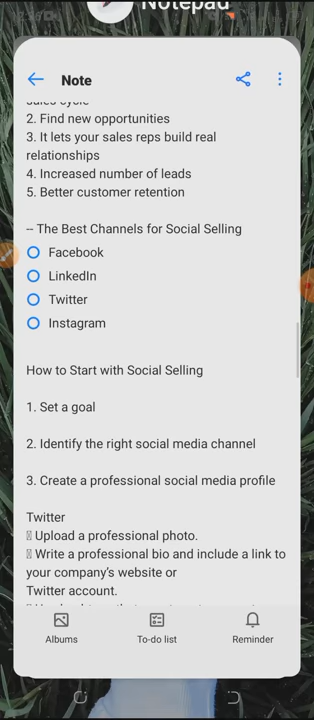 Notepad
Note
sales cycle
2. Find new opportunities
3. It lets your sales reps build real
relationships
4. Increased number of leads
5. Better customer retention
-- The Best Channels for Social Selling
Facebook
LinkedIn
Twitter
Instagram
How to Start with Social Selling
1. Set a goal
2. Identify the right social media channel
3. Create a professional social media profile
Twitter
Upload a professional photo.
Write a professional bio and include a link to
your company's website or
Twitter account.
Albums
To-do list
Reminder